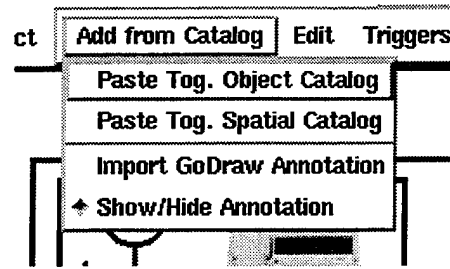 ct Add from Catalog Edit Triggers
Paste Tog. Object Catalog
Paste Tog. Spatial Catalog
Import GoDraw Annotation
Show/Hide Annotation